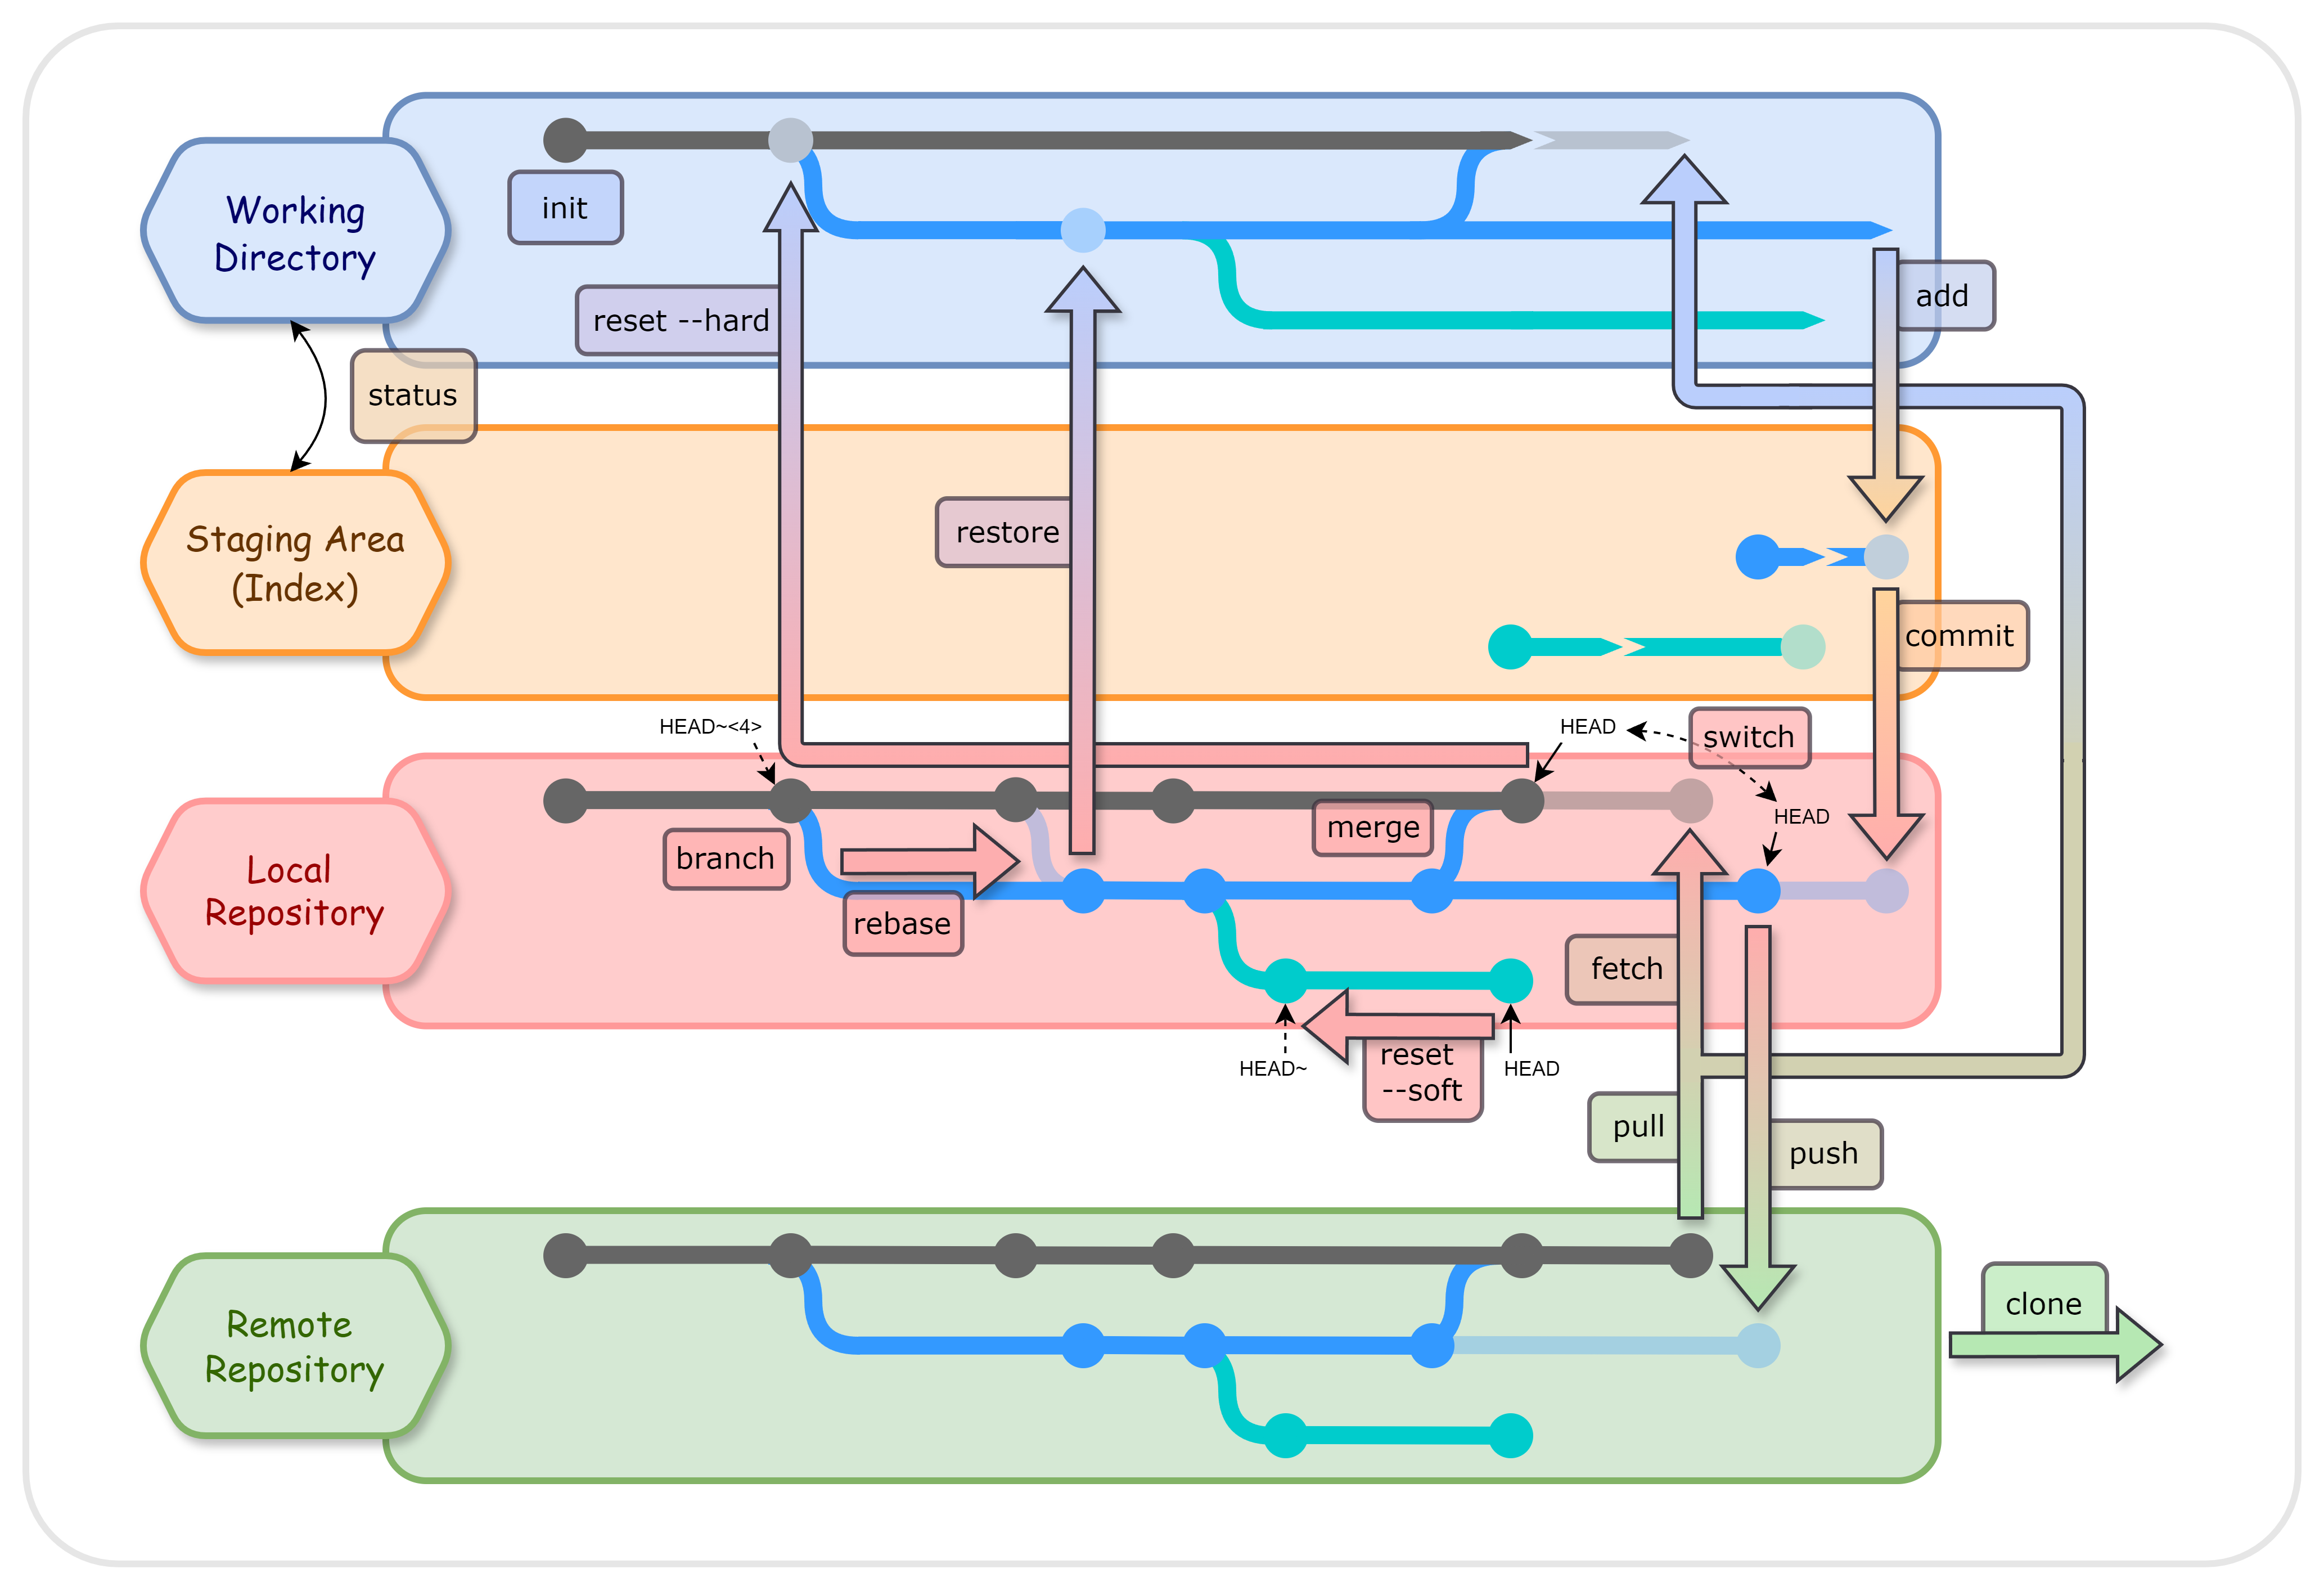 init
Working
Directory
add
reset --hard
status
restore
Staging Area
(Index)
commit
HEAD~<4>
HEAD
switch
HEAD
merge
branch
Local
Repository
rebase
fetch
reset
--soft
HEAD~
HEAD
pull
push
clone
Remote
Repository